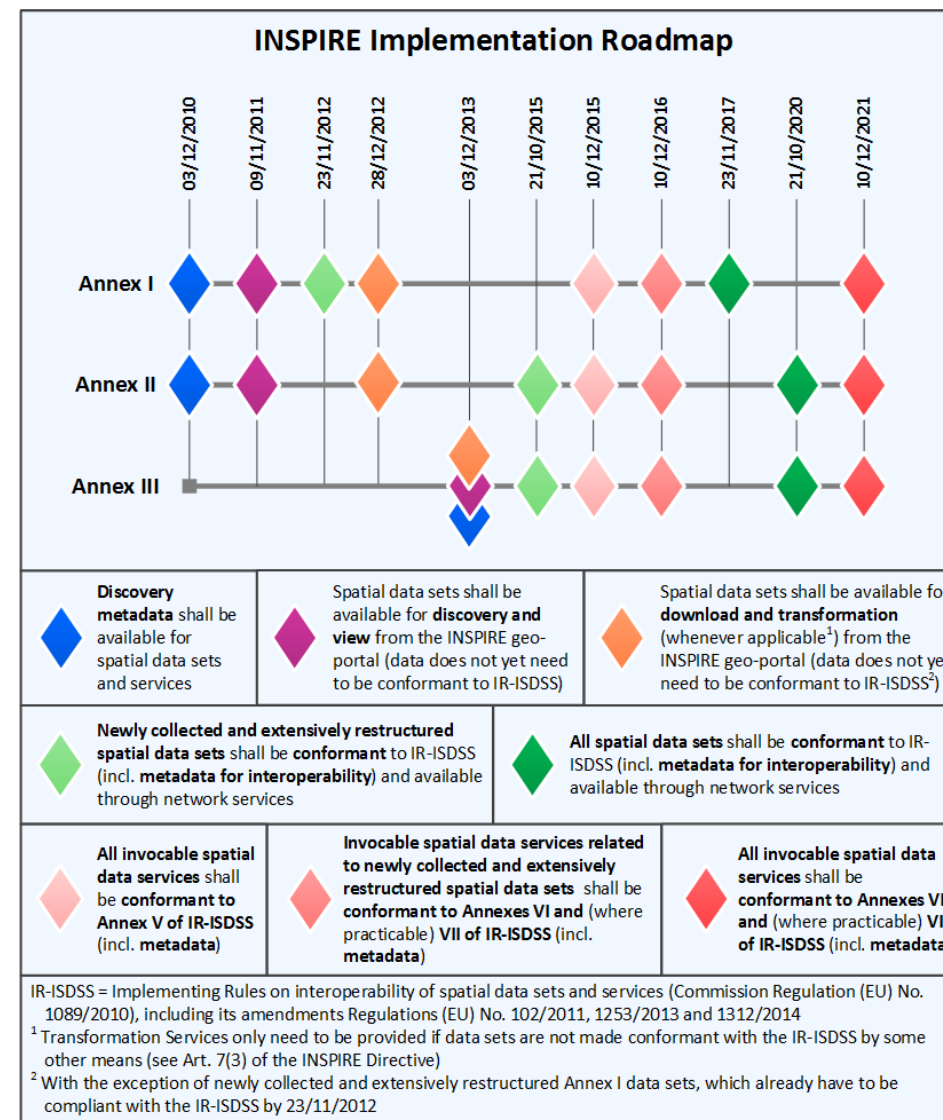 INSPIRE Implementation Roadmap
03/12/2010
09/11/2011
23/11/2012
28/12/2012
03/12/2013
21/10/2015
10/12/2015
10/12/2016
23/11/2017
21/10/2020
10/12/2021
Annex I
Annex II
Annex III
Discovery
metadata shall be
available for
spatial data sets
and services
Spatial data sets shall be
available for discovery and
view from the INSPIRE geo-
portal (data does not yet need
to be conformant to IR-ISDSS)
Spatial data sets shall be available fo
download and transformation
(whenever applicable1) from the
INSPIRE geo-portal (data does not ye
need to be conformant to IR-ISDSS2)
Newly collected and extensively restructured
spatial data sets shall be conformant to IR-ISDSS
(incl. metadata for interoperability) and available
through network services
All spatial data sets shall be conformant to IR-
ISDSS (incl. metadata for interoperability) and
available through network services
All invocable spatial
data services shall
be conformant to
Annex V of IR-ISDSS
(incl. metadata)
Invocable spatial data services related
to newly collected and extensively
restructured spatial data sets shall be
conformant to Annexes VI and (where
practicable) VII of IR-ISDSS (incl.
metadata)
All invocable spatial data
services shall be
conformant to Annexes VI
and (where practicable) VI
of IR-ISDSS (incl. metadata
IR-ISDSS = Implementing Rules on interoperability of spatial data sets and services (Commission Regulation (EU) No.
1089/2010), including its amendments Regulations (EU) No. 102/2011, 1253/2013 and 1312/2014
1 Transformation Services only need to be provided if data sets are not made conformant with the IR-ISDSS by some
other means (see Art. 7(3) of the INSPIRE Directive)
2 With the exception of newly collected and extensively restructured Annex I data sets, which already have to be
compliant with the IR-ISDSS by 23/11/2012